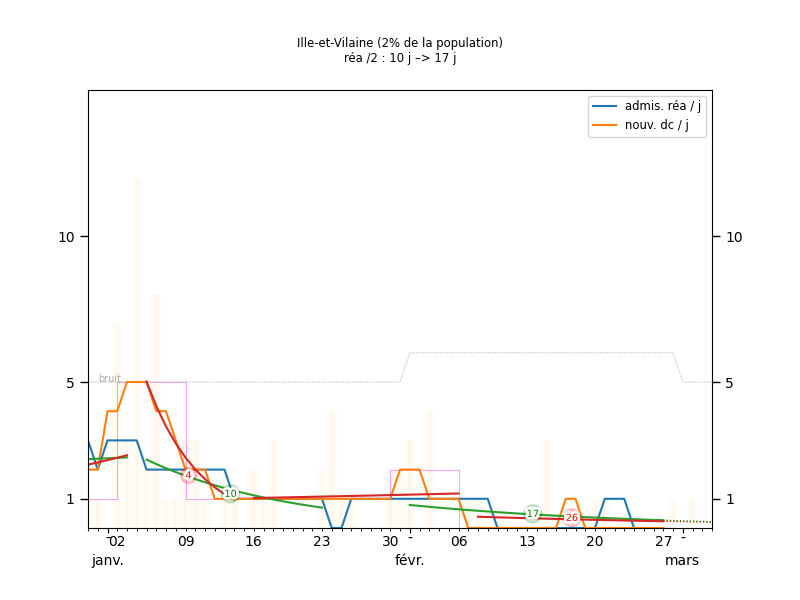 Ille-et-Vilaine (2% de la population)
réa /2 : 10 j –> 17 j
admis. réa / j
nouv. dc / j
10 10
bruit
5 5
4
10
17
26
1 1
02 09 16 23 30 06 13 20 27
janv. févr. mars